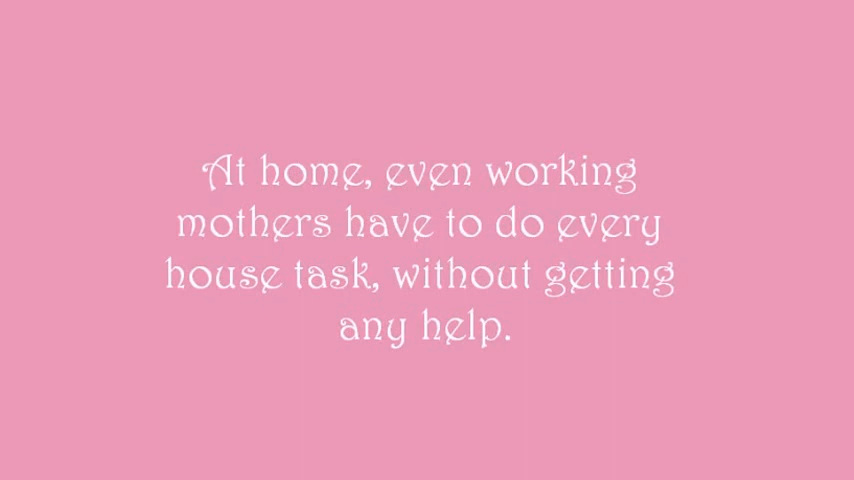 At home, even working
mothers have to do every
house task, without getting
any help.